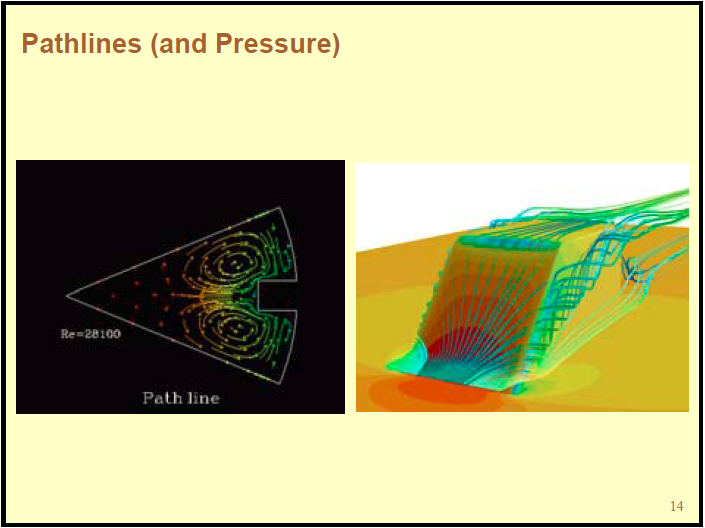 Pathlines (and Pressure)
Re=28100
Path line
14